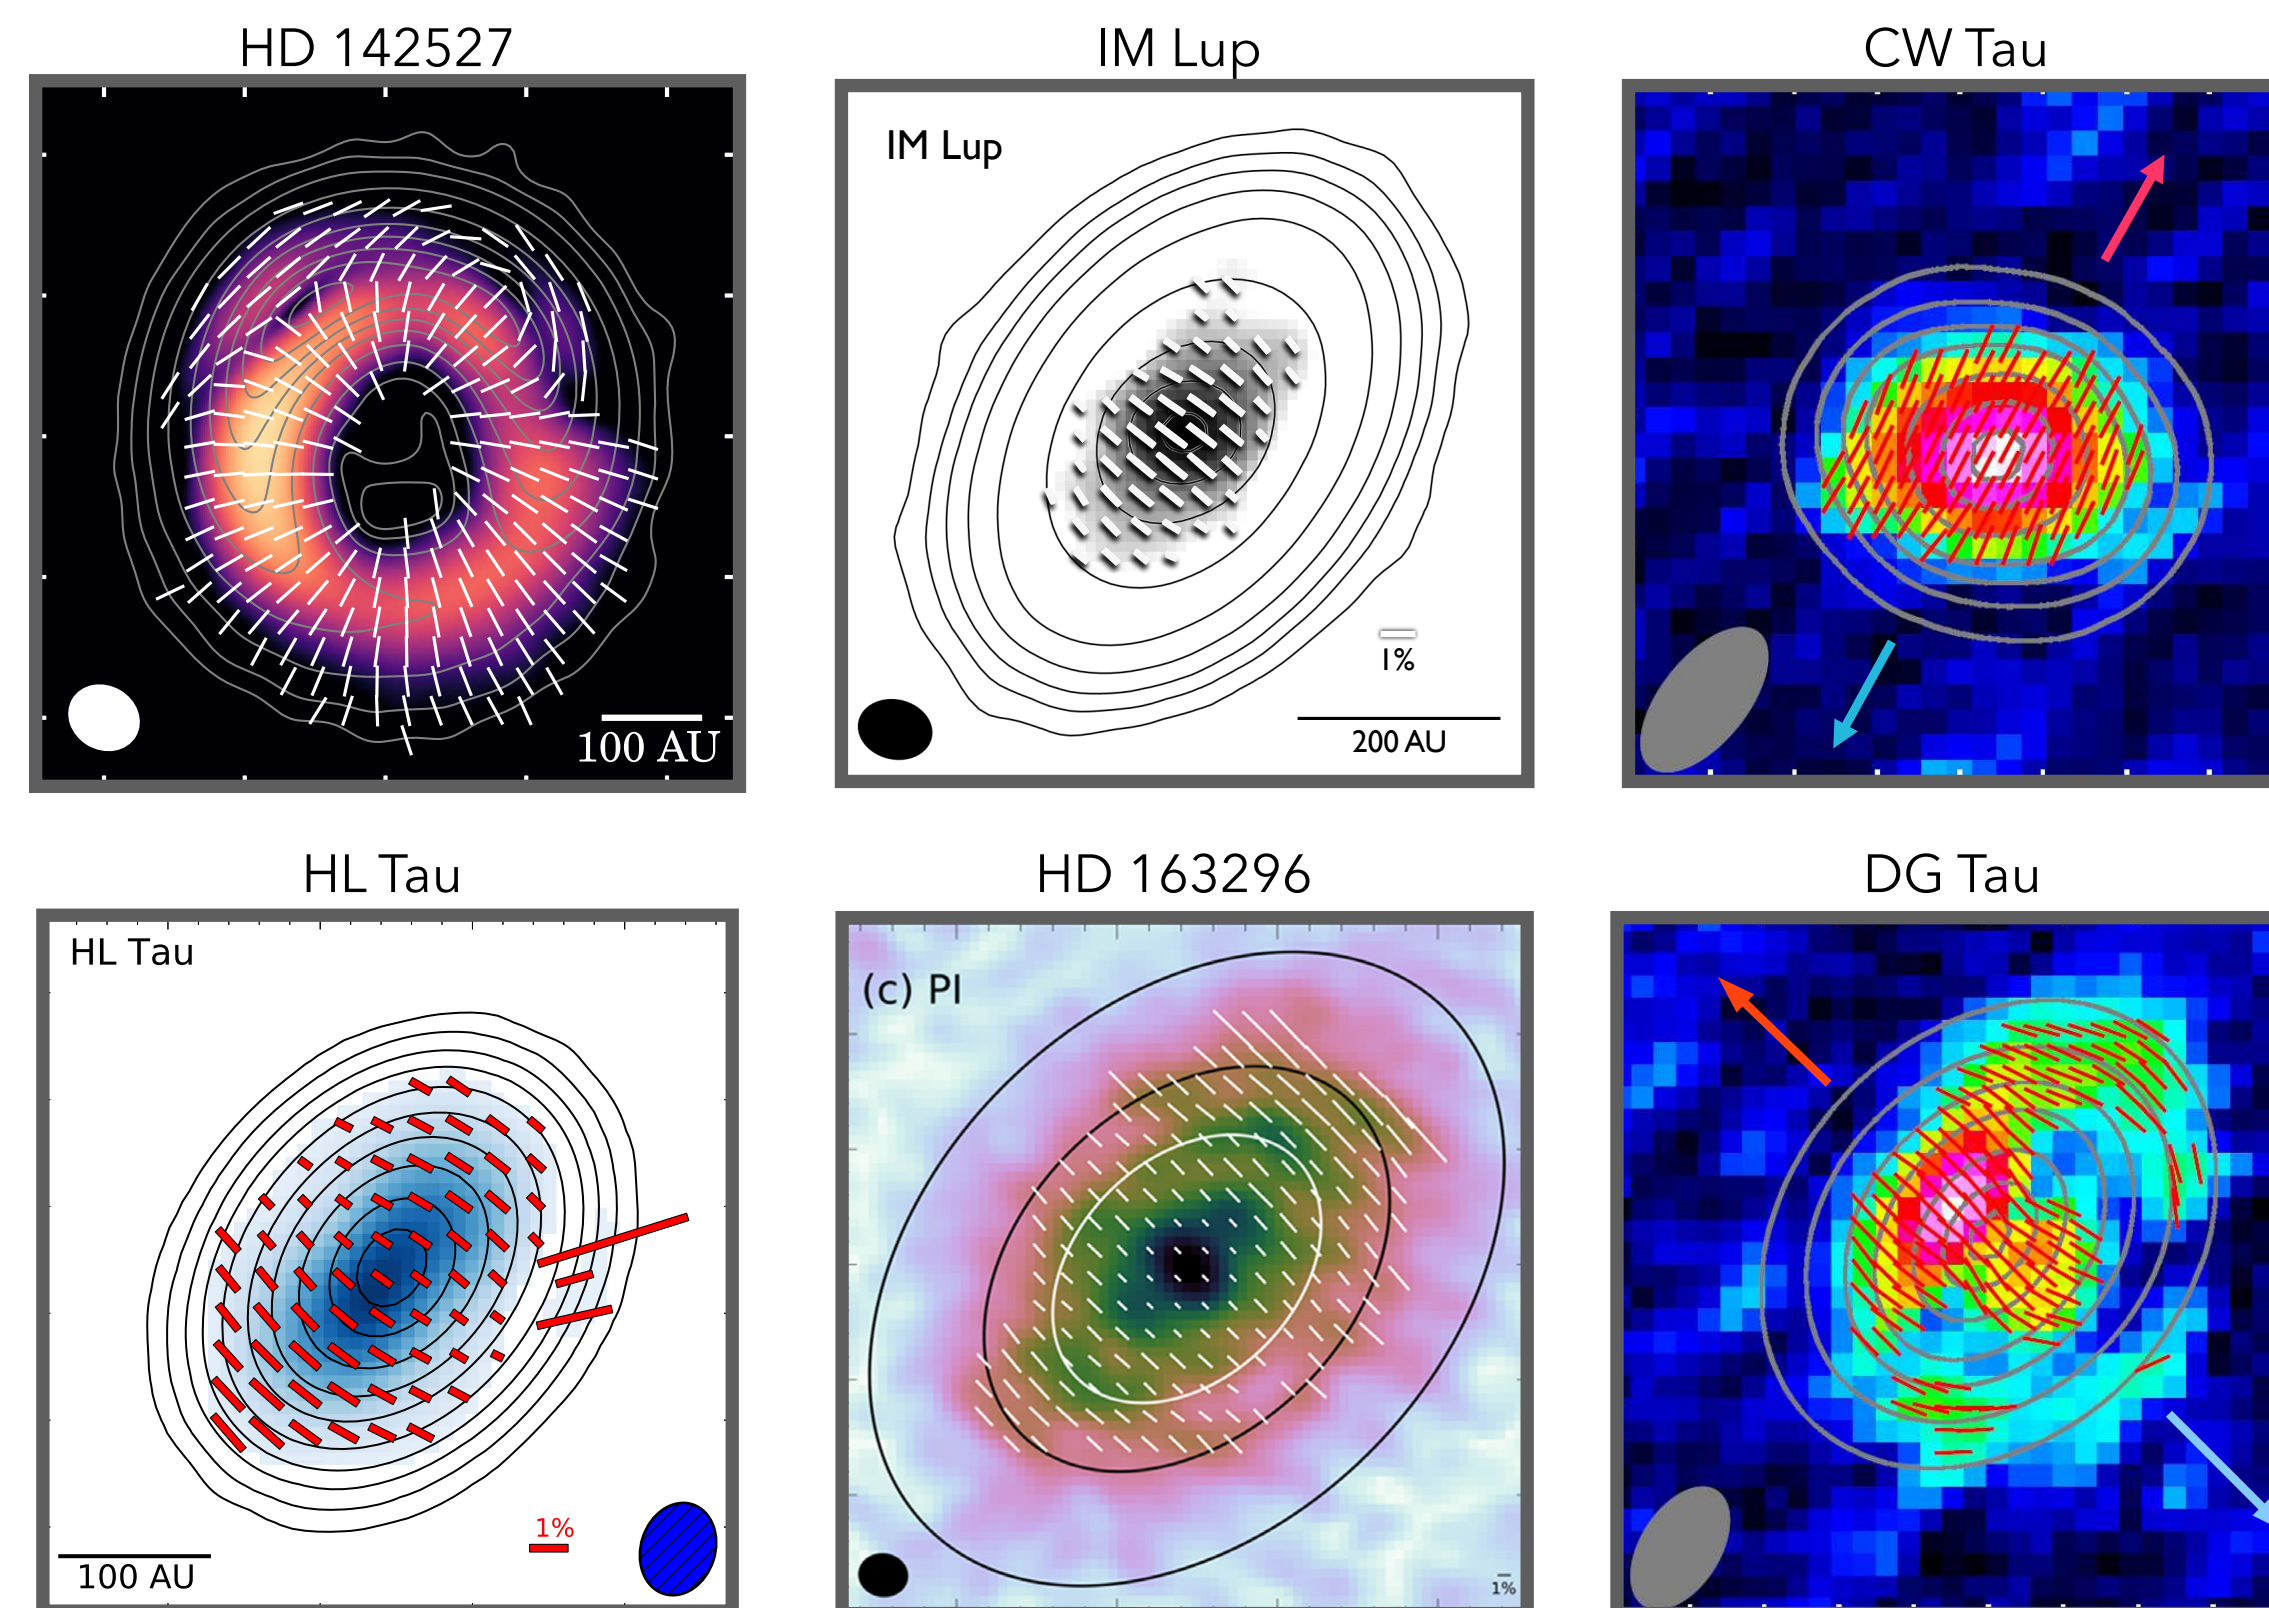 HD 142527
IM Lup
CW Tau
IM Lup
1%
100 AU
200 AU
HL Tau
HD 163296
DG Tau
HL Tau
(c) PI
1%
100 AU
1%